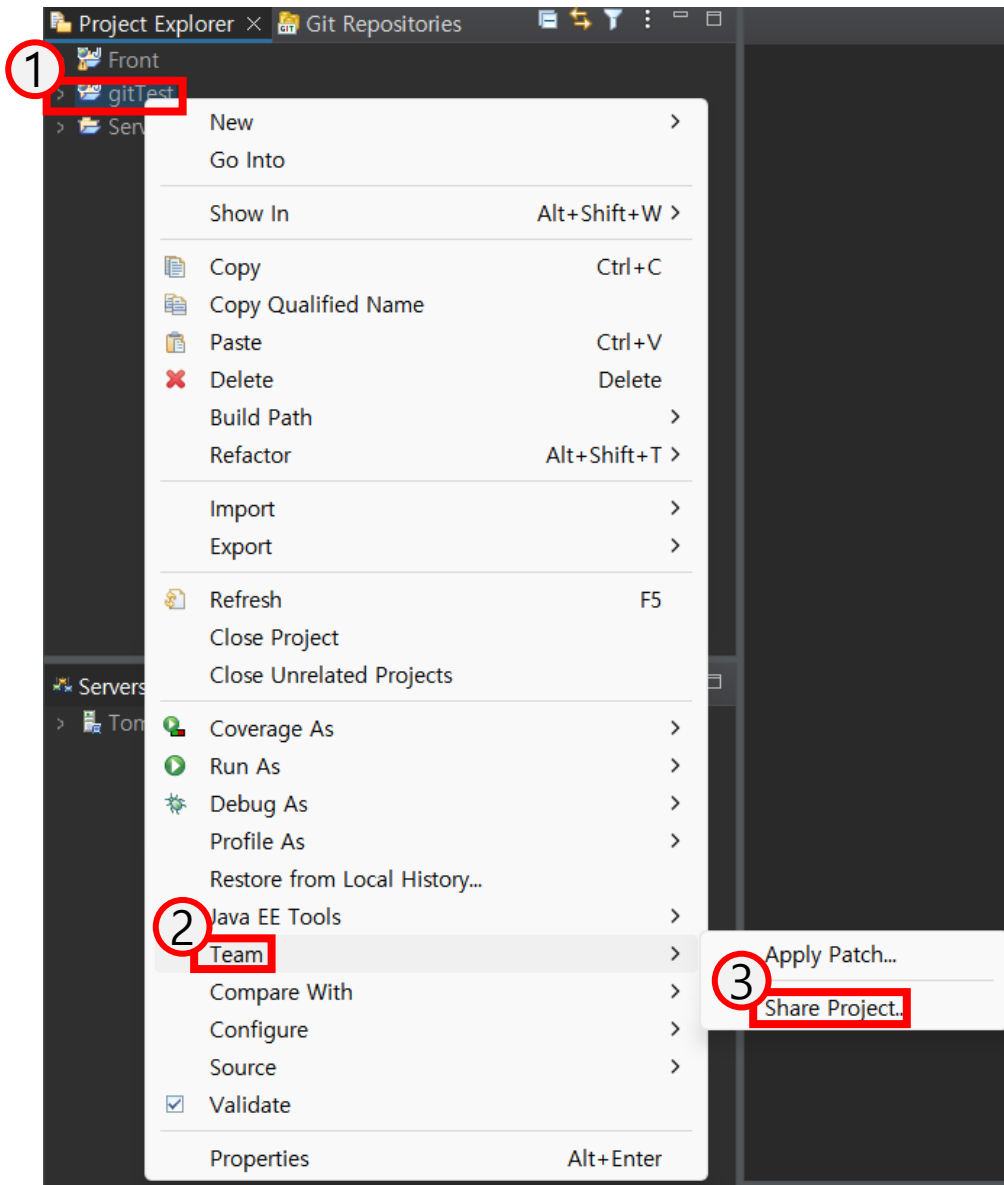 Project Explorer Git Repositories
1
Front
gitTest
Serv
New
Go Into
Show In Alt+Shift+W
Copy Ctrl+C
Copy Qualified Name
Paste Ctrl+V
Delete Delete
Build Path
Refactor Alt+Shift+T
Import
Export
Refresh F5
Close Project
Close Unrelated Projects
Servers
Tom
Coverage As
Run As
Debug As
Profile As
Restore from Local History...
2
Java EE Tools
Team
Apply Patch...
3
Compare With
Share Project..
Configure
Source
Validate
Properties Alt+Enter